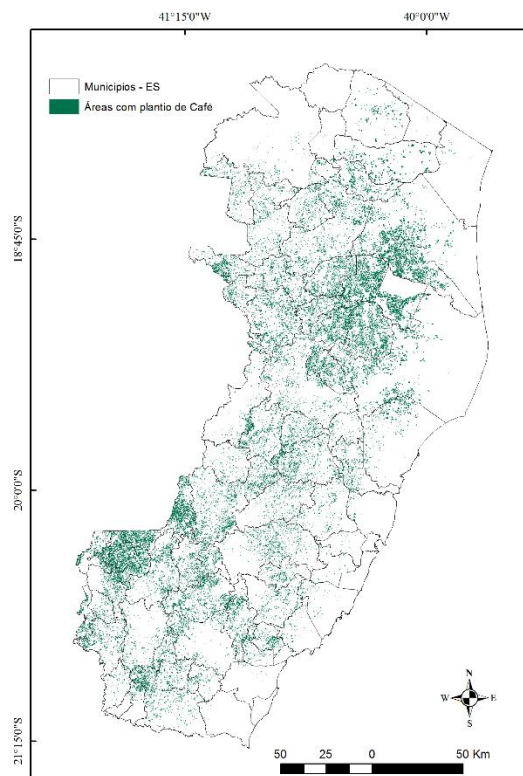 41°15'0"W 40°0'0"W
Municipios - ES
Áreas com plantio de Café
18°45'0"S
20°0'0"S
21°15'0"S
N
W E
S
50 25 0 50 Km